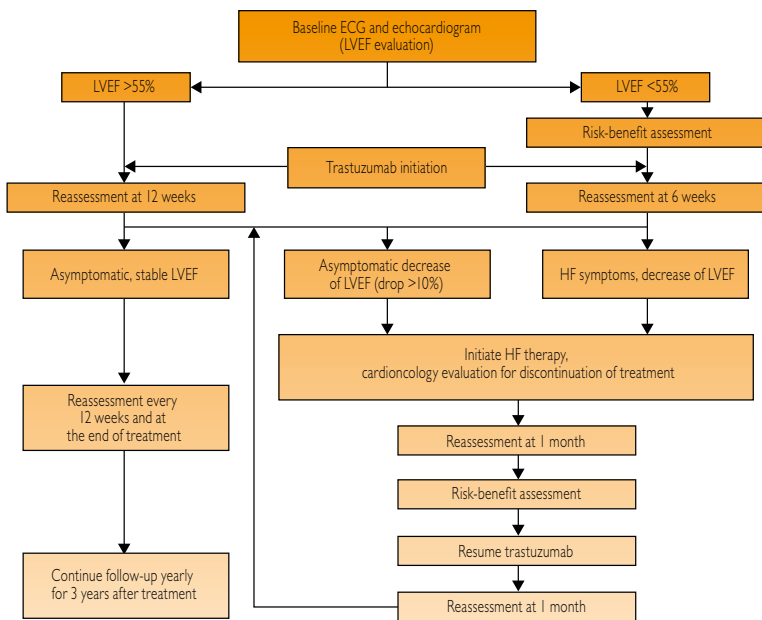 Baseline ECG and echocardiogram
(LVEF evaluation)
LVEF >55%
LVEF <55%
Risk-benefit assessment
Trastuzumab initiation
Reassessment at 12 weeks
Reassessment at 6 weeks
Asymptomatic, stable LVEF
Asymptomatic decrease
of LVEF (drop >10%)
HF symptoms, decrease of LVEF
Initiate HF therapy,
cardioncology evaluation for discontinuation of treatment
Reassessment every
12 weeks and at
the end of treatment
Reassessment at 1 month
Risk-benefit assessment
Resume trastuzumab
Continue follow-up yearly
for 3 years after treatment
Reassessment at 1 month